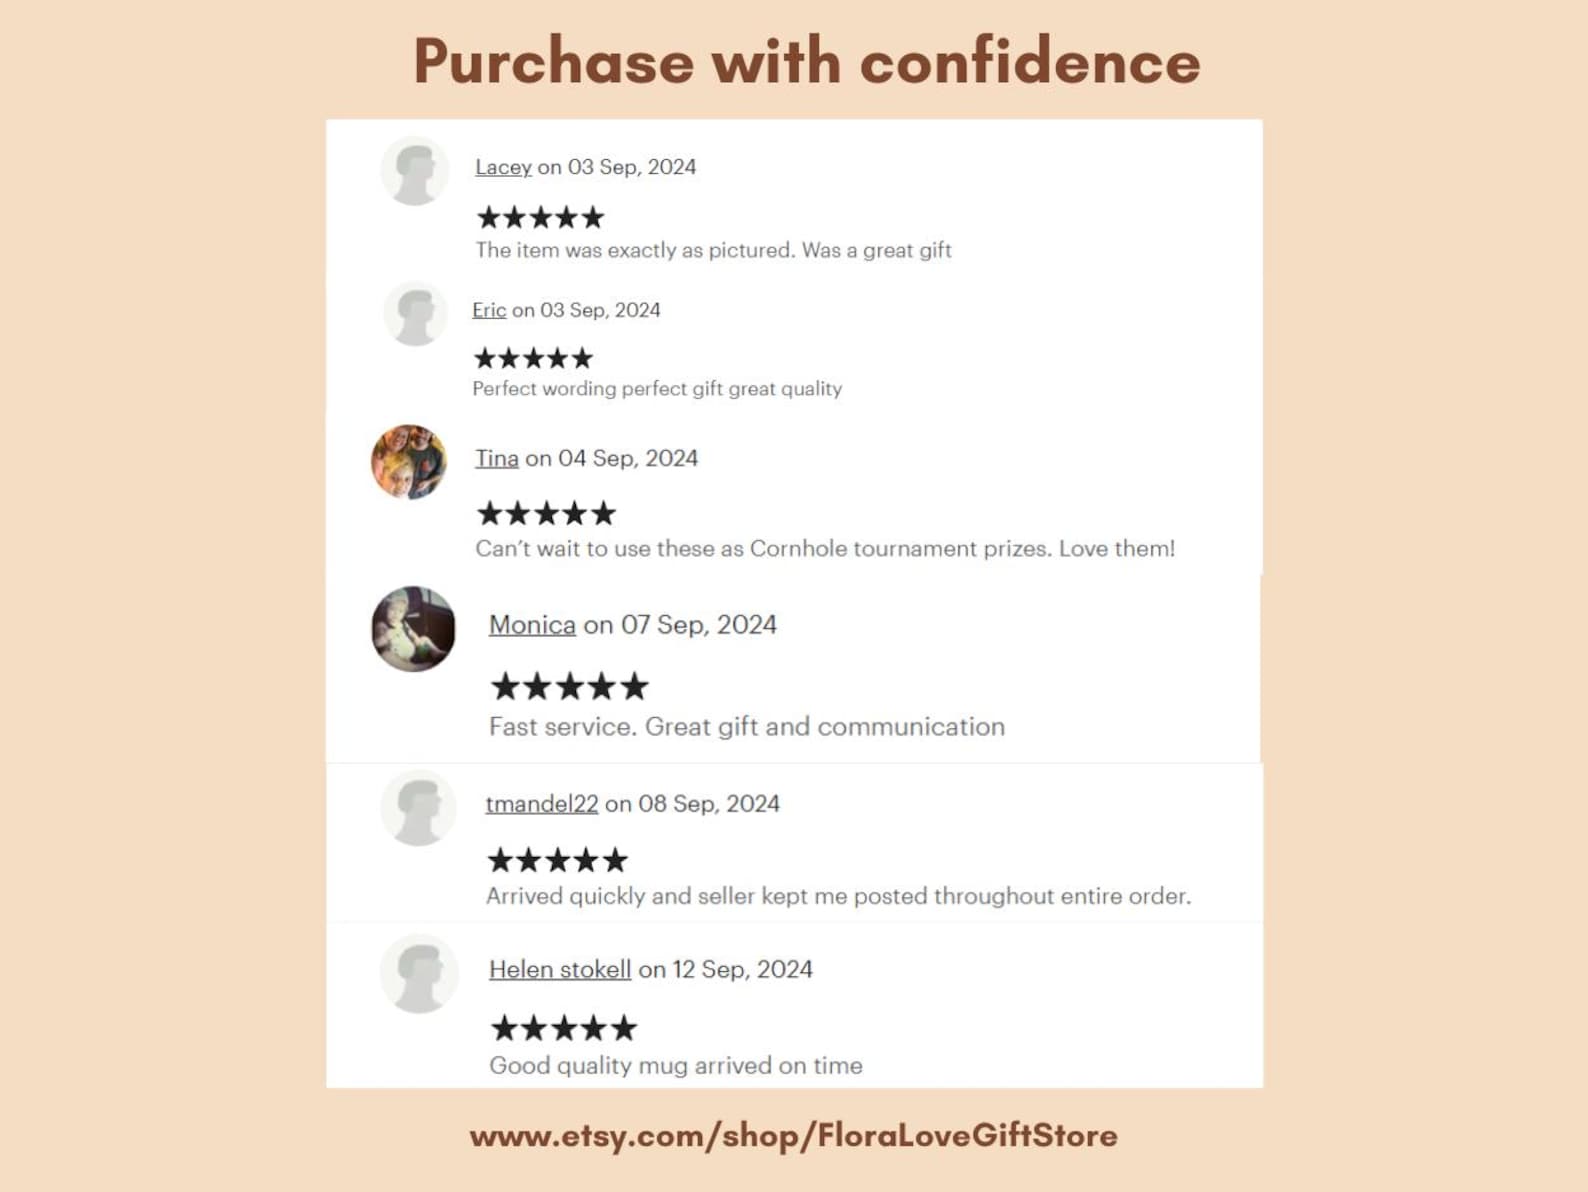 Purchase with confidence
Lacey on 03 Sep, 2024
★★★★★
The item was exactly as pictured. Was a great gift
Eric on 03 Sep, 2024
★★★★★
Perfect wording perfect gift great quality
Tina on 04 Sep, 2024
★★★★★
Can't wait to use these as Cornhole tournament prizes. Love them!
Monica on 07 Sep, 2024
★★★★★
Fast service. Great gift and communication
tmandel22 on 08 Sep, 2024
★★★★★
Arrived quickly and seller kept me posted throughout entire order.
Helen stokell on 12 Sep, 2024
★★★★★
Good quality mug arrived on time
www.etsy.com/shop/FloraLoveGiftStore